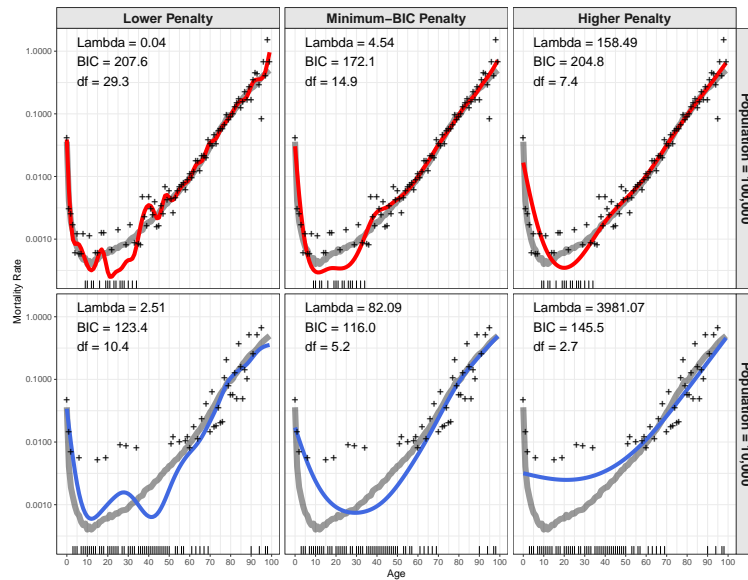 Lower Penalty
Minimum−BIC Penalty
Higher Penalty
Lambda = 0.04
BIC = 207.6
df = 29.3
Lambda = 4.54
BIC = 172.1
df = 14.9
Lambda = 158.49
BIC = 204.8
df = 7.4
Population = 100,000
1.0000
0.1000
0.0100
0.0010
Mortality Rate
Lambda = 2.51
BIC = 123.4
df = 10.4
Lambda = 82.09
BIC = 116.0
df = 5.2
Lambda = 3981.07
BIC = 145.5
df = 2.7
Population = 10,000
1.0000
0.1000
0.0100
0.0010
0 10 20 30 40 50 60 70 80 90 100
0 10 20 30 40 50 60 70 80 90 100
0 10 20 30 40 50 60 70 80 90 100
Age